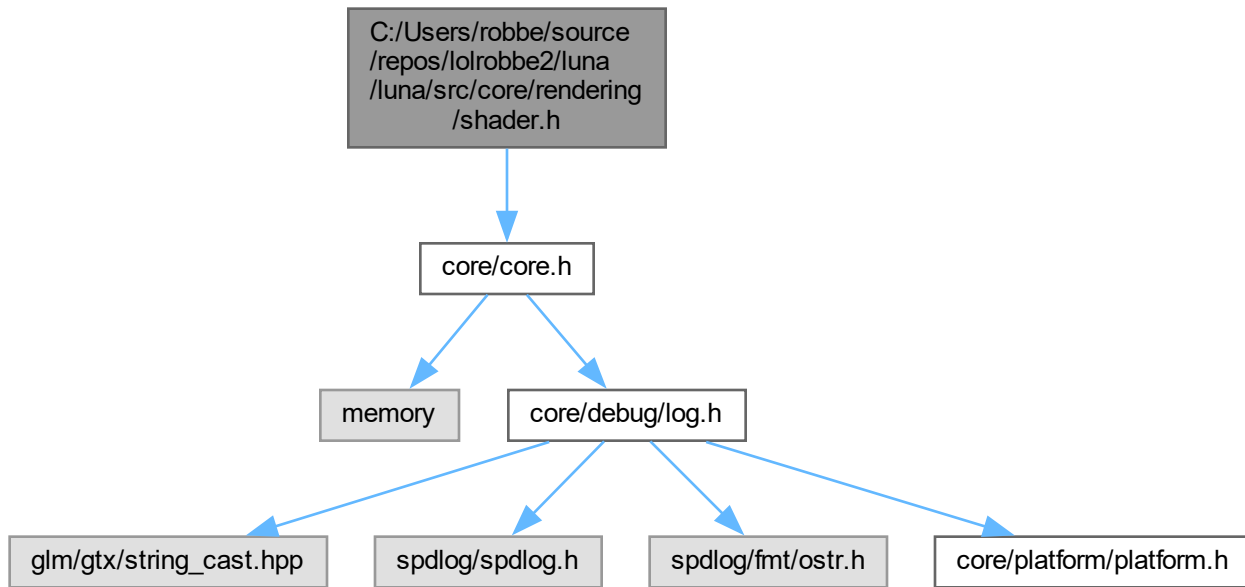 C:/Users/robbe/source
/repos/lolrobbe2/luna
/luna/src/core/rendering
/shader.h
core/core.h
memory
core/debug/log.h
glm/gtx/string_cast.hpp
spdlog/spdlog.h
spdlog/fmt/ostr.h
core/platform/platform.h